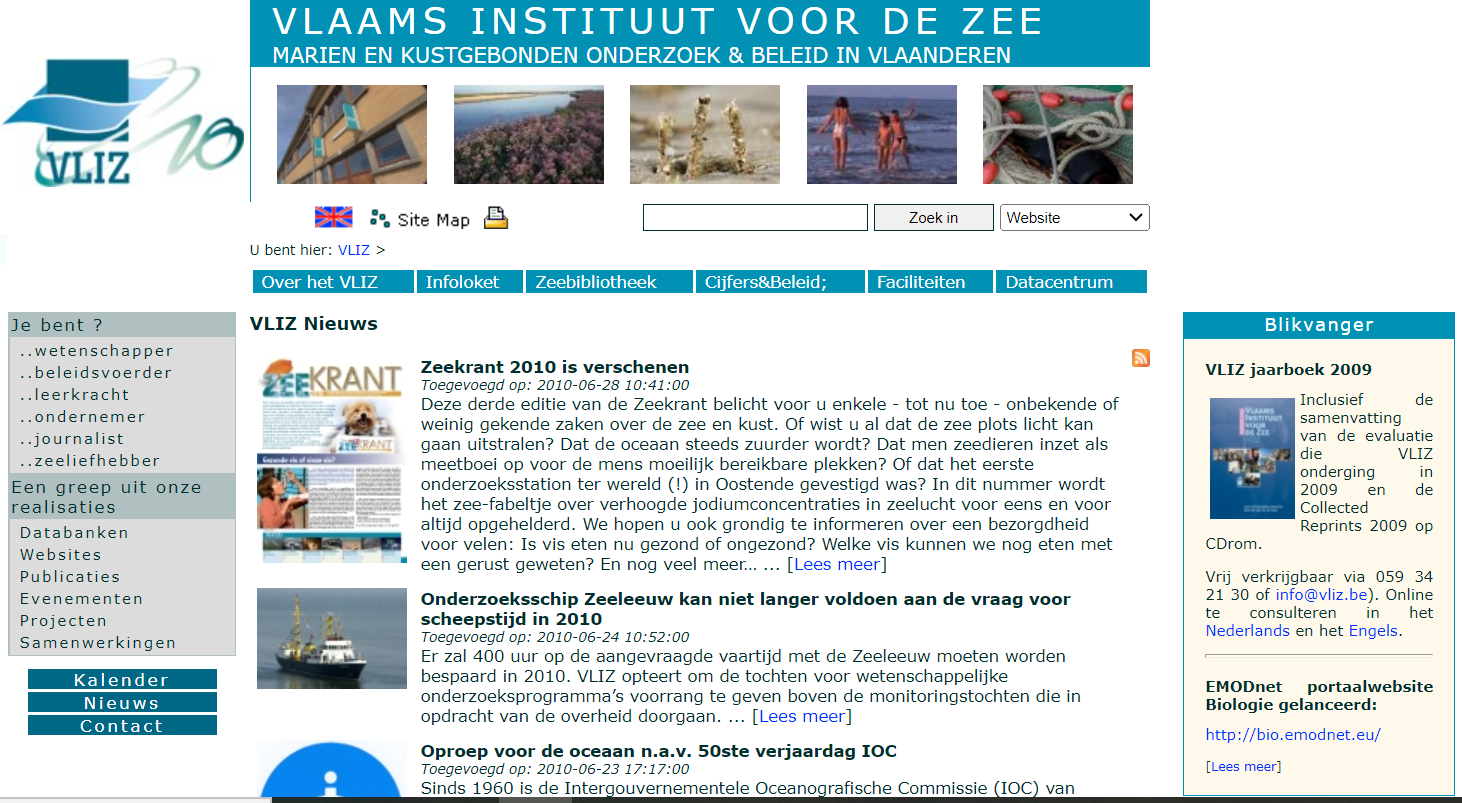 VLAAMS INSTITUUT VOOR DE ZEE
MARIEN EN KUSTGEBONDEN ONDERZOEK & BELEID IN VLAANDEREN
VLIZ
10
Site Map
Zoek in
Website
U bent hier: VLIZ >
Over het VLIZ
Infoloket
Zeebibliotheek
Cijfers&Beleid;
Faciliteiten
Datacentrum
Je bent ?
..wetenschapper
..beleidsvoerder
..leerkracht
..ondernemer
..journalist
..zeeliefhebber
Een greep uit onze
realisaties
Databanken
Websites
Publicaties
Evenementen
Projecten
Samenwerkingen
Kalender
Nieuws
Contact
VLIZ Nieuws
ZEEKRANT
ZEEKRANT
Gezonde vis of zieke vis?
Zeekrant 2010 is verschenen
Toegevoegd op: 2010-06-28 10:41:00
Deze derde editie van de Zeekrant belicht voor u enkele - tot nu toe - onbekende of
weinig gekende zaken over de zee en kust. Of wist u al dat de zee plots licht kan
gaan uitstralen? Dat de oceaan steeds zuurder wordt? Dat men zeedieren inzet als
meetboei op voor de mens moeilijk bereikbare plekken? Of dat het eerste
onderzoeksstation ter wereld (!) in Oostende gevestigd was? In dit nummer wordt
het zee-fabeltje over verhoogde jodiumconcentraties in zeelucht voor eens en voor
altijd opgehelderd. We hopen u ook grondig te informeren over een bezorgdheid
voor velen: Is vis eten nu gezond of ongezond? Welke vis kunnen we nog eten met
een gerust geweten? En nog veel meer… ... [Lees meer]
Onderzoeksschip Zeeleeuw kan niet langer voldoen aan de vraag voor
scheepstijd in 2010
Toegevoegd op: 2010-06-24 10:52:00
Er zal 400 uur op de aangevraagde vaartijd met de Zeeleeuw moeten worden
bespaard in 2010. VLIZ opteert om de tochten voor wetenschappelijke
onderzoeksprogramma’s voorrang te geven boven de monitoringstochten die in
opdracht van de overheid doorgaan. ... [Lees meer]
Oproep voor de oceaan n.a.v. 50ste verjaardag IOC
Toegevoegd op: 2010-06-23 17:17:00
Sinds 1960 is de Intergouvernementele Oceanografische Commissie (IOC) van
Blikvanger
VLIZ jaarboek 2009
VLAAMS
INSTITUUT
VOOR
DE ZEE
Inclusief de
samenvatting
van de evaluatie
die VLIZ
onderging in
2009 en de
Collected
Reprints 2009 op
CDrom.
Vrij verkrijgbaar via 059 34
21 30 of info@vliz.be). Online
te consulteren in het
Nederlands en het Engels.
EMODnet portaalwebsite
Biologie gelanceerd:
http://bio.emodnet.eu/
[Lees meer]